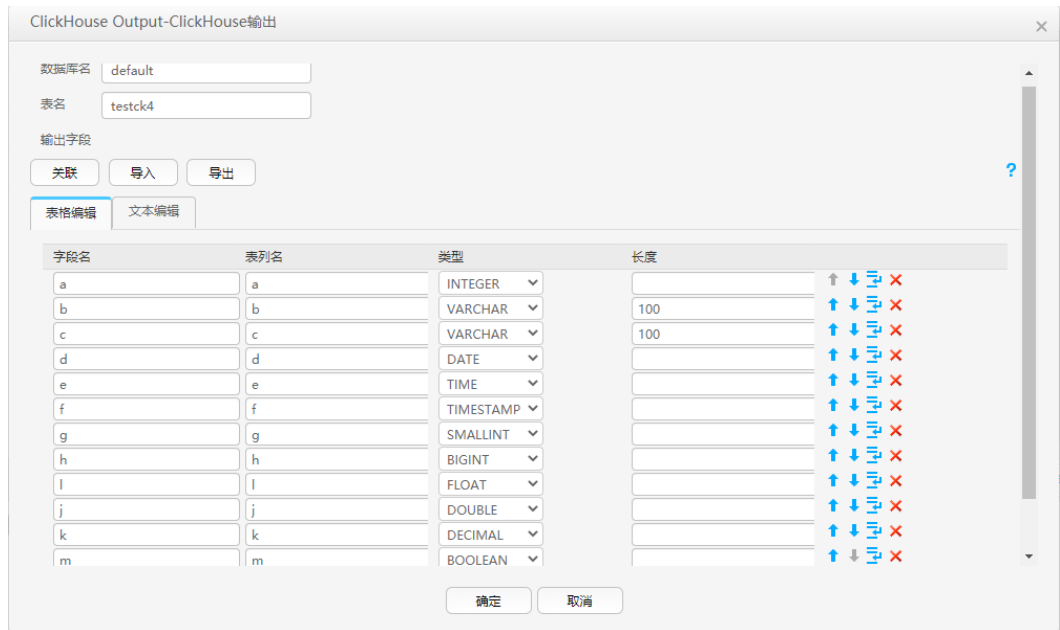 ClickHouse Output-ClickHouse输出
数据库名 default
表名 testck4
输出字段
关联 导入 导出
?
表格编辑 文本编辑
字段名 表列名 类型 长度
a a INTEGER
b b VARCHAR 100
c c VARCHAR 100
d d DATE
e e TIME
f f TIMESTAMP
g g SMALLINT
h h BIGINT
l l FLOAT
j j DOUBLE
k k DECIMAL
m m BOOLEAN
确定 取消